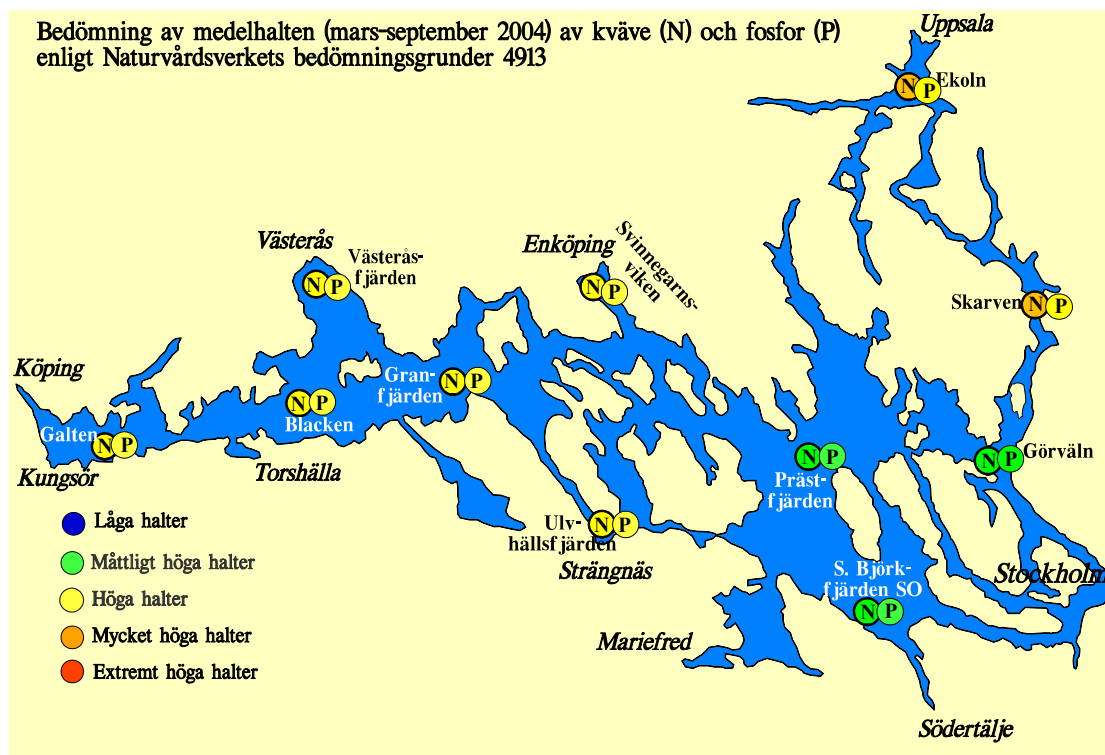 Bedömning av medelhalten (mars-september 2004) av kväve (N) och fosfor (P)
enligt Naturvårdsverkets bedömningsgrunder 4913
Uppsala
N P Ekoln
Västerås
Västerås-
fjärden
N P
Enköping
Svinnegarns-
viken
N P
Skarven N P
Köping
Gran-
fjärden
N P
N P
Blacken
Galten N P
Kungsör
Torshälla
N P
Präst-
fjärden
N P Görväln
Ulv-
hällsfjärden
N P
Strängnäs
S. Björk-
fjärden SO
N P
Stockholm
Mariefred
Södertälje
Låga halter
Måttligt höga halter
Höga halter
Mycket höga halter
Extremt höga halter